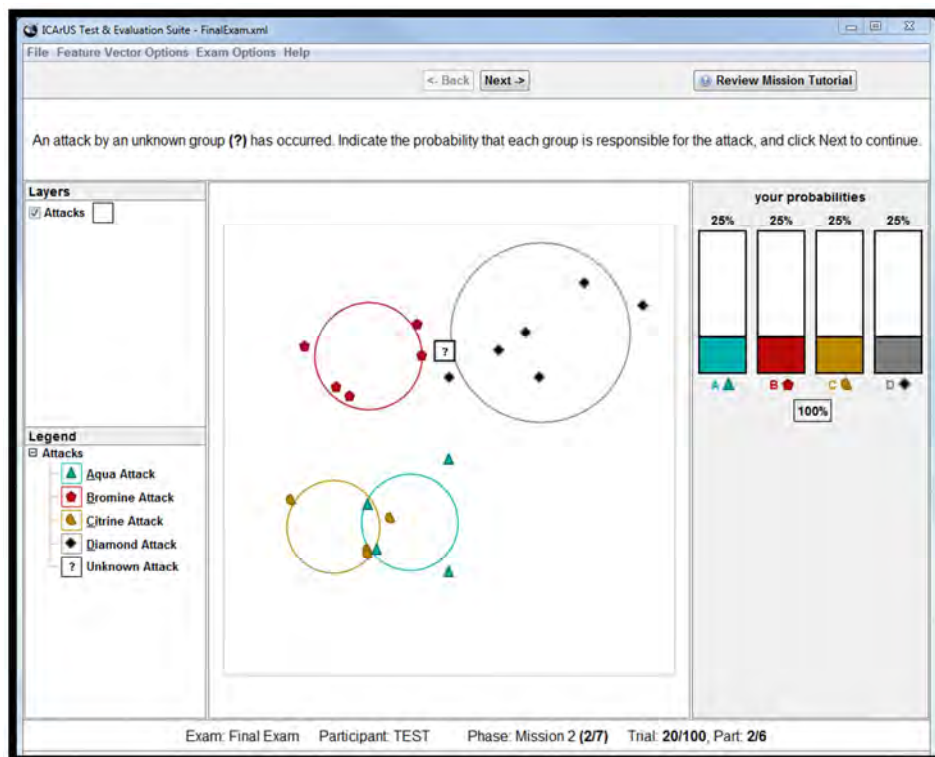 ICArUS Test & Evaluation Suite - FinalExam.xml
File Feature Vector Options Exam Options Help
<- Back Next -> Review Mission Tutorial
An attack by an unknown group (?) has occurred. Indicate the probability that each group is responsible for the attack, and click Next to continue.
Layers
Attacks
your probabilities
25% 25% 25% 25%
A B C D
100%
?
Legend
Attacks
Aqua Attack
Bromine Attack
Citrine Attack
Diamond Attack
? Unknown Attack
Exam: Final Exam Participant: TEST Phase: Mission 2 (2/7) Trial: 20/100, Part: 2/6